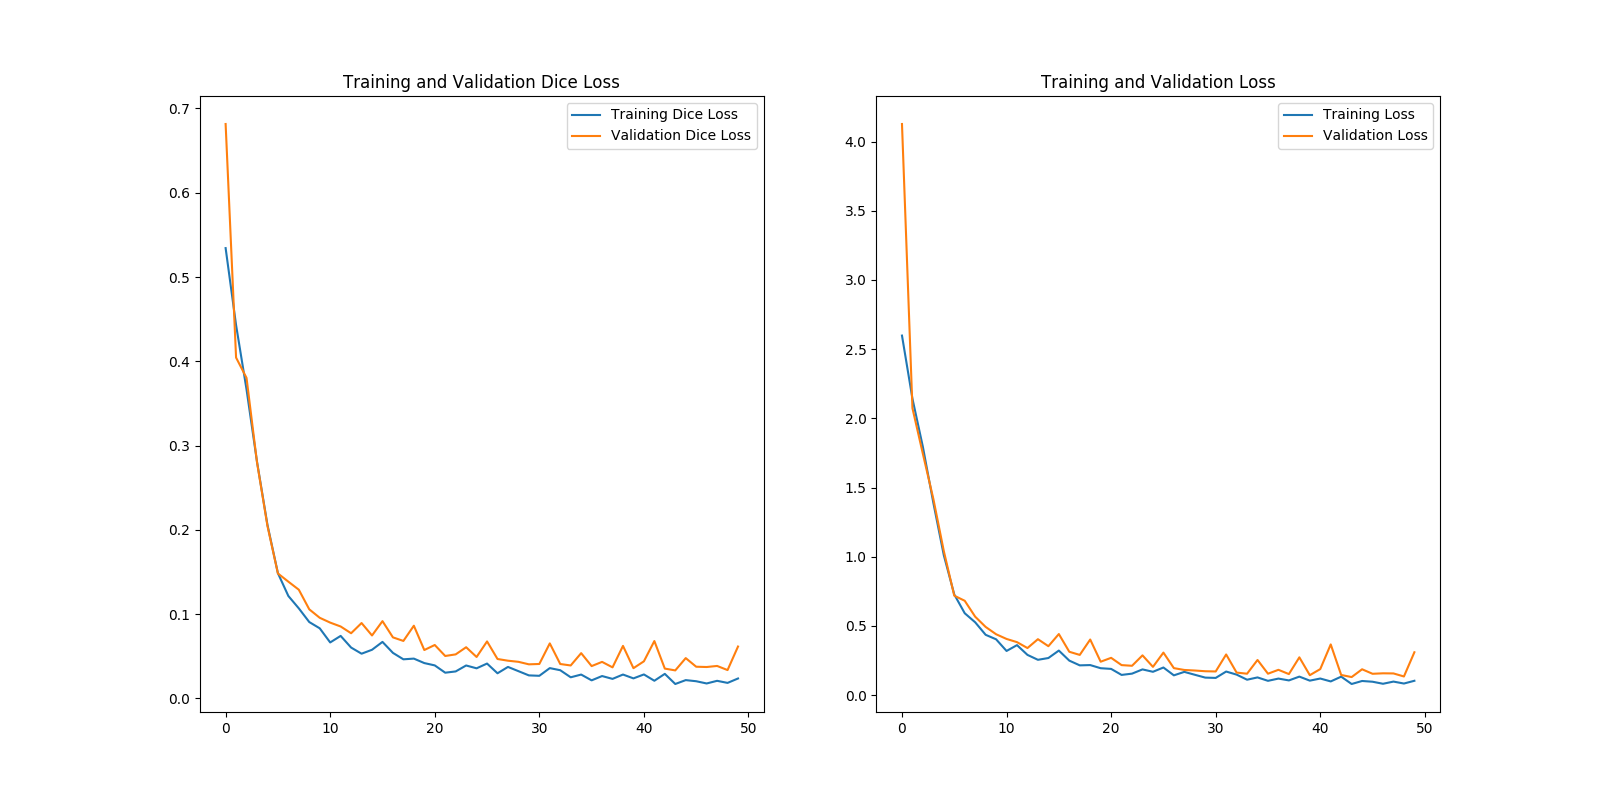 Training and Validation Dice Loss
Training Dice Loss
Validation Dice Loss
0.7
0.6
0.5
0.4
0.3
0.2
0.1
0.0
0 10 20 30 40 50
Training and Validation Loss
Training Loss
Validation Loss
4.0
3.5
3.0
2.5
2.0
1.5
1.0
0.5
0.0
0 10 20 30 40 50